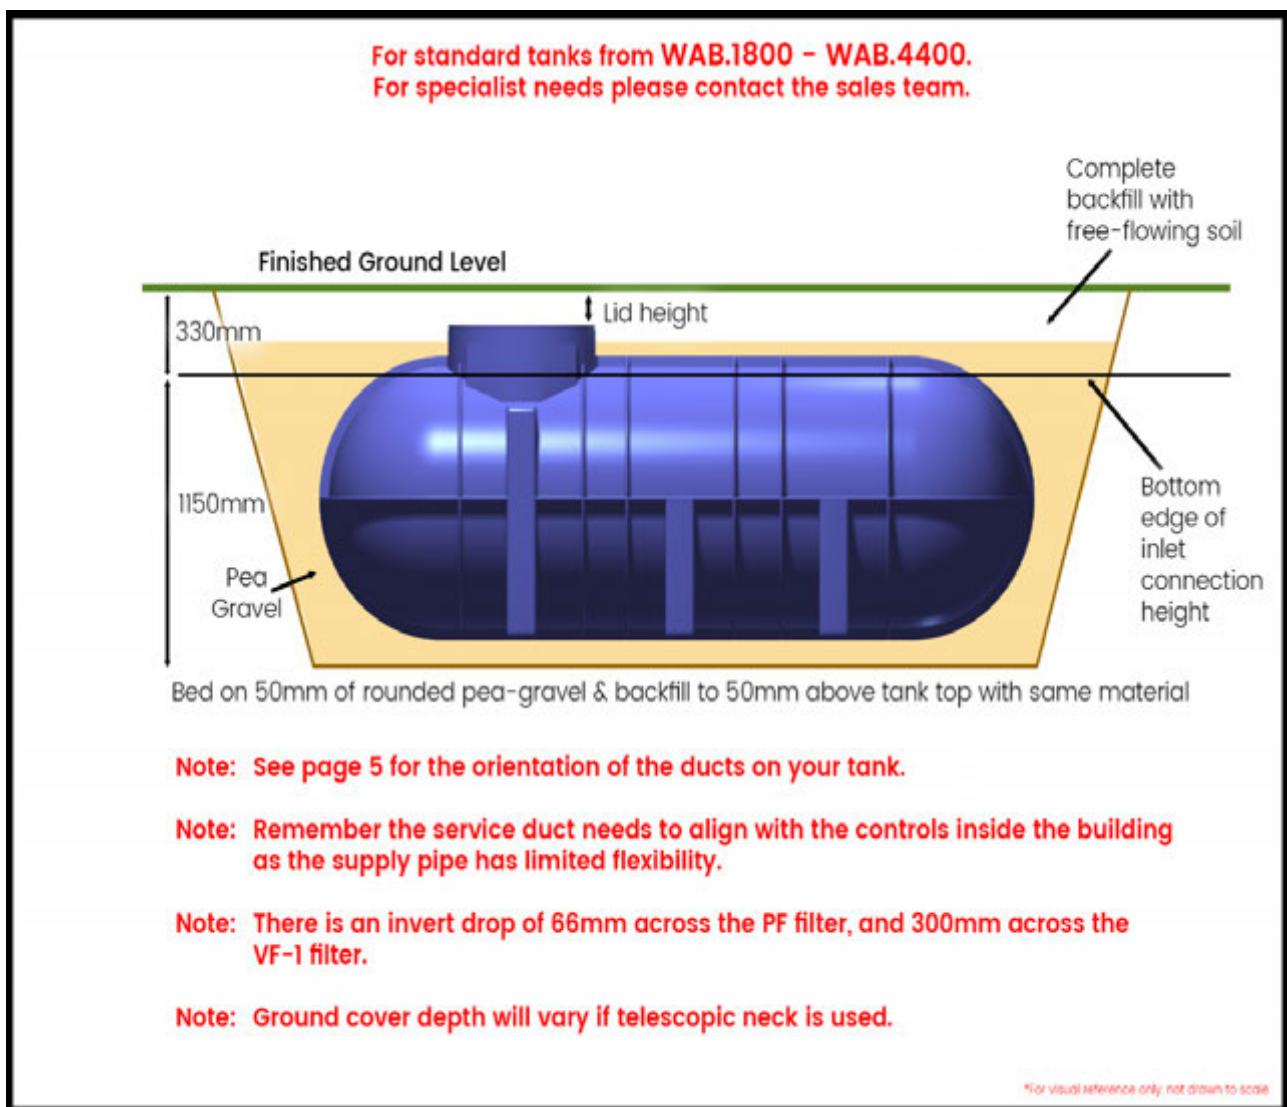 For standard tanks from WAB.1800 - WAB.4400.
For specialist needs please contact the sales team.
Complete
backfill with
free-flowing soil
Finished Ground Level
Lid height
330mm
1150mm
Pea
Gravel
Bottom
edge of
inlet
connection
height
Bed on 50mm of rounded pea-gravel & backfill to 50mm above tank top with same material
Note: See page 5 for the orientation of the ducts on your tank.
Note: Remember the service duct needs to align with the controls inside the building
as the supply pipe has limited flexibility.
Note: There is an invert drop of 66mm across the PF filter, and 300mm across the
VF-1 filter.
Note: Ground cover depth will vary if telescopic neck is used.
*For visual reference only: not drawn to scale